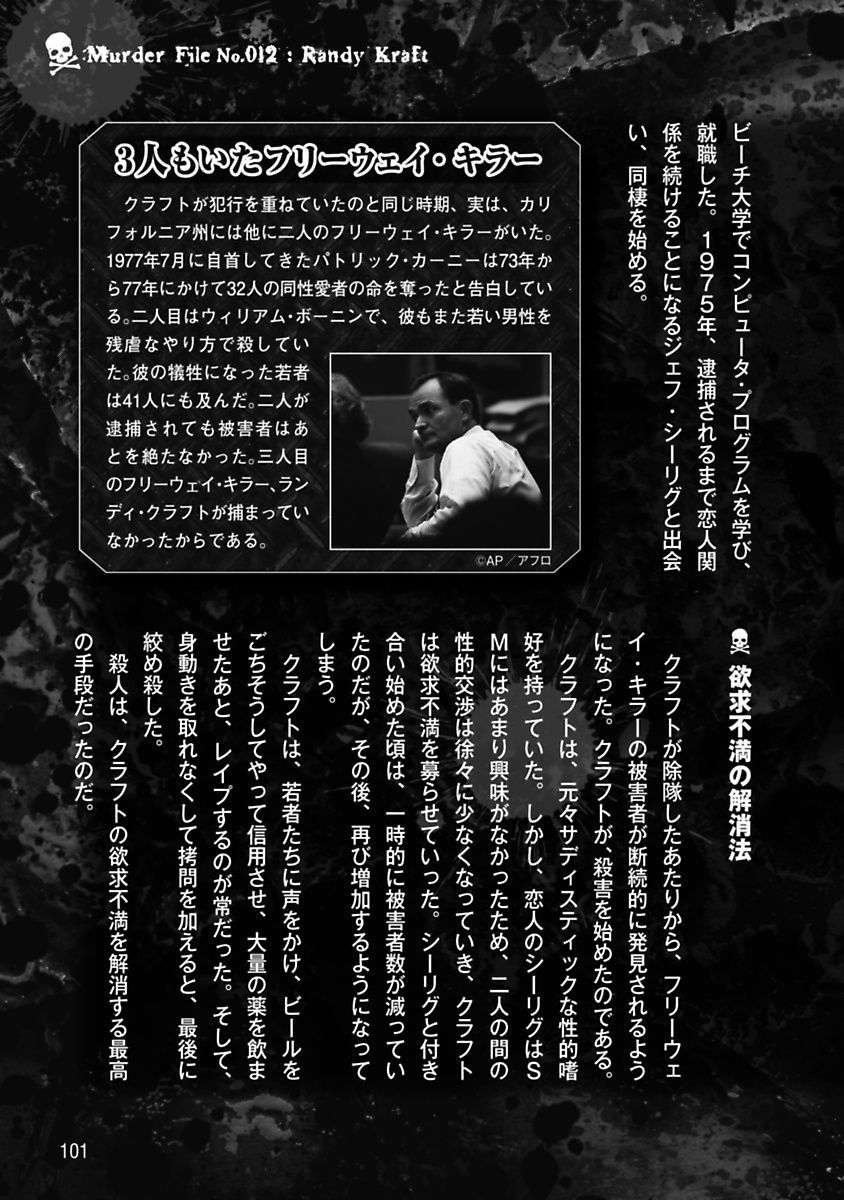 Murder File No.012 : Randy Kraft
ビーチ大学でコンピュータ・プログラムを学び、
就職した。1975年、逮捕されるまで恋人関
係を続けることになるジェフ・シーリグと出会
い、同棲を始める。
3人もいたフリーウェイ・キラー
クラフトが犯行を重ねていたのと同じ時期、実は、カリ
フォルニア州には他に二人のフリーウェイ・キラーがいた。
1977年7月に自首してきたパトリック・カーニーは73年か
ら77年にかけて32人の同性愛者の命を奪ったと告白してい
る。二人目はウィリアム・ボーニンで、彼もまた若い男性を
残虐なやり方で殺してい
た。彼の犠牲になった若者
は41人にも及んだ。二人が
逮捕されても被害者はあ
とを絶たなかった。三人目
のフリーウェイ・キラー、ラン
ディ・クラフトが捕まってい
なかったからである。
©AP/アフロ
欲求不満の解消法
クラフトが除隊したあたりから、フリーウェ
イ・キラーの被害者が断続的に発見されるよう
になった。クラフトが、殺害を始めたのである。
クラフトは、元々サディスティックな性的嗜
好を持っていた。しかし、恋人のシーリグはS
Mにはあまり興味がなかったため、二人の間の
性的交渉は徐々に少なくなっていき、クラフト
は欲求不満を募らせていった。シーリグと付き
合い始めた頃は、一時的に被害者数が減ってい
たのだが、その後、再び増加するようになって
しまう。
クラフトは、若者たちに声をかけ、ビールを
ごちそうしてやって信用させ、大量の薬を飲ま
せたあと、レイプするのが常だった。そして、
身動きを取れなくして拷問を加えると、最後に
絞め殺した。
殺人は、クラフトの欲求不満を解消する最高
の手段だったのだ。
101